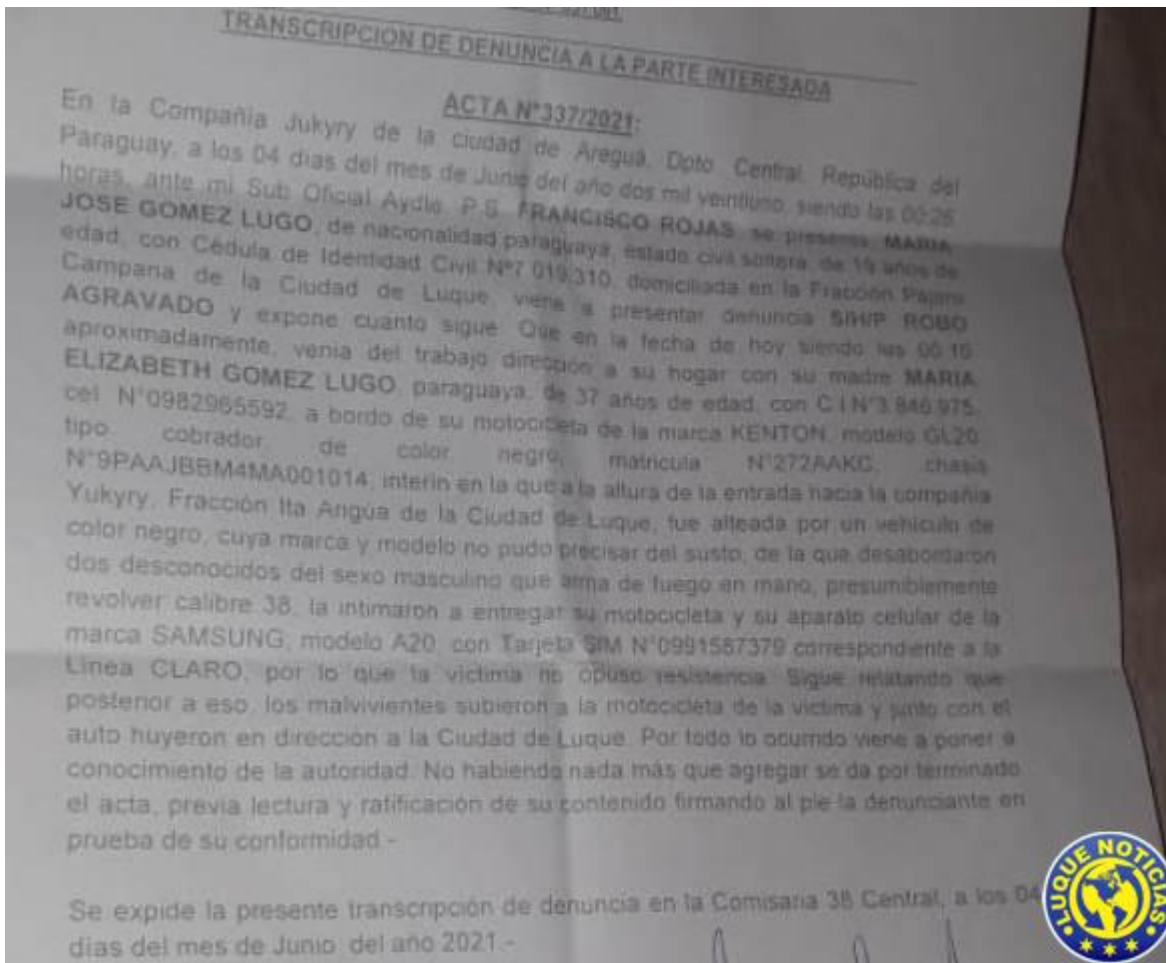 TRANSCRIPCION DE DENUNCIA A LA PARTE INTERESADA
ACTA N°337/2021:
En la Compañia Jukyry de la ciudad de Areguá, Dpto. Central. República del
Paraguay, a los 04 dias del mes de Junio del año dos mil veintiuno, siendo las 00:26
horas, ante mi Sub Oficial Aydte. P.S. FRANCISCO ROJAS, se presenta, MARIA
JOSE GOMEZ LUGO, de nacionalidad paraguaya, estado civil soltera, de 19 años de
edad, con Cédula de Identidad Civil N°7.019.310, domiciliada en la Fracción Pajaro
Campana de la Ciudad de Luque, viene a presentar denuncia S/H/P ROBO
AGRAVADO y expone cuanto sigue: Que en la fecha de hoy siendo las 00:10
aproximadamente, venia del trabajo dirección a su hogar con su madre MARIA
ELIZABETH GOMEZ LUGO, paraguaya, de 37 años de edad, con C.I N°3.846.975,
cel N°0982965592, a bordo de su motocicleta de la marca KENTON, modelo GL20
tipo cobrador, de color negro, matricula N°272AAKC, chasis
N°9PAAJBBM4MA001014, interin en la que a la altura de la entrada hacia la compañia
Yukyry, Fracción Ita Angúa de la Ciudad de Luque, fue alteada por un vehiculo de
color negro, cuya marca y modelo no pudo precisar del susto, de la que desabordaron
dos desconocidos del sexo masculino que arma de fuego en mano, presumiblemente
revolver calibre 38, la intimaron a entregar su motocicleta y su aparato celular de la
marca SAMSUNG, modelo A20, con Tarjeta SIM N°0991587379 correspondiente a la
Linea CLARO, por lo que la victima no opuso resistencia. Sigue relatando que
posterior a eso, los malvivientes subieron a la motocicleta de la victima y junto con el
auto huyeron en dirección a la Ciudad de Luque. Por todo lo ocurrido viene a poner a
conocimiento de la autoridad. No habiendo nada más que agregar se da por terminado
el acta, previa lectura y ratificación de su contenido firmando al pie la denunciante en
prueba de su conformidad.-
Se expide la presente transcripción de denuncia en la Comisaria 38 Central, a los 04
dias del mes de Junio del año 2021.-
LUQUE NOTICIAS